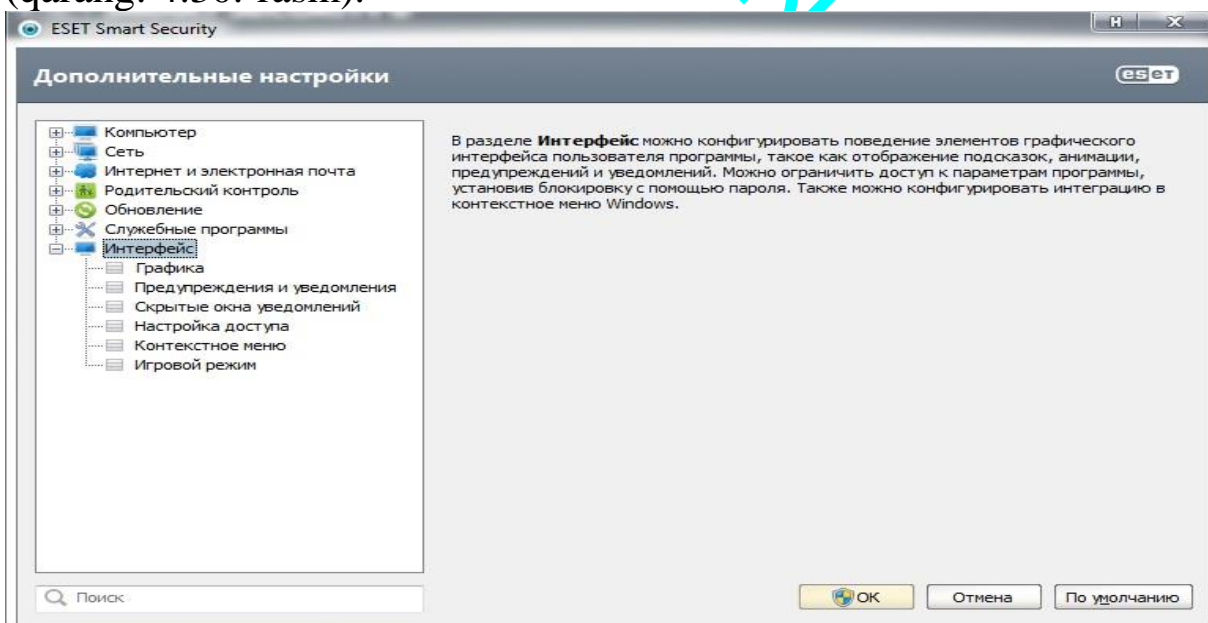 ESET Smart Security
Дополнительные настройки
eset
Компьютер
Сеть
Интернет и электронная почта
Родительский контроль
Обновление
Служебные программы
Интерфейс
Графика
Предупреждения и уведомления
Скрытые окна уведомлений
Настройка доступа
Контекстное меню
Игровой режим
В разделе Интерфейс можно конфигурировать поведение элементов графического
интерфейса пользователя программы, такое как отображение подсказок, анимации,
предупреждений и уведомлений. Можно ограничить доступ к параметрам программы,
установив блокировку с помощью пароля. Также можно конфигурировать интеграцию в
контекстное меню Windows.
Поиск
OK
Отмена
По умолчанию